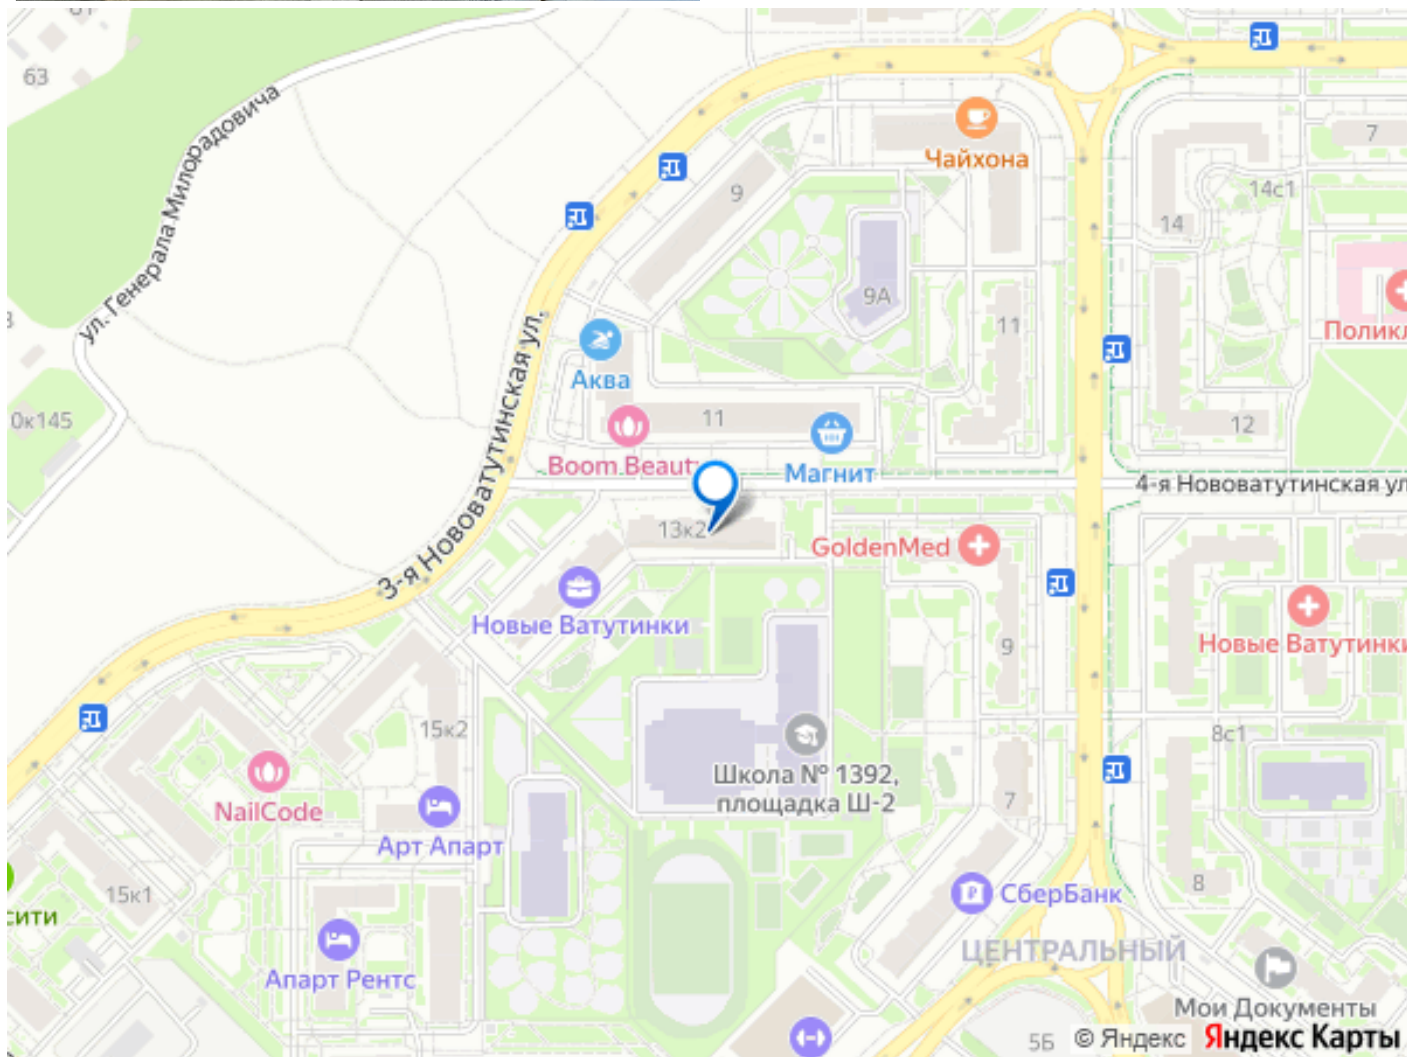 63
ул. Генерала Милорадовича
Чайхона
7
9
14с1
14
9А
11
Поликл
Аква
0к145
11
12
Boom Beaut
Магнит
3-я Нововатутинская ул.
4-я Нововатутинская ул
13к2
GoldenMed
Новые Ватутинки
9
Новые Ватутинки
15к2
8с1
Школа № 1392,
площадка Ш-2
7
NailCode
Арт Апарт
15к1
8
СберБанк
сити
ЦЕНТРАЛЬНЫЙ
Апарт Рентс
Мои Документы
5Б
© Яндекс Яндекс Карты